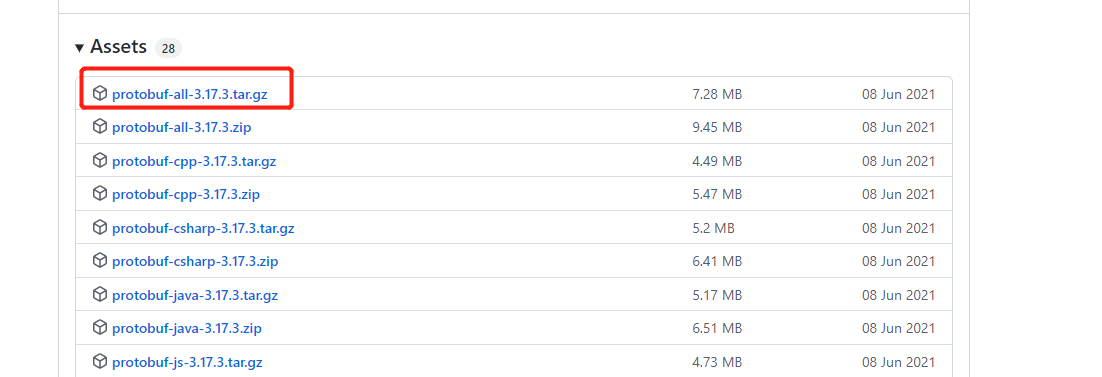 Assets 28
protobuf-all-3.17.3.tar.gz 7.28 MB 08 Jun 2021
protobuf-all-3.17.3.zip 9.45 MB 08 Jun 2021
protobuf-cpp-3.17.3.tar.gz 4.49 MB 08 Jun 2021
protobuf-cpp-3.17.3.zip 5.47 MB 08 Jun 2021
protobuf-csharp-3.17.3.tar.gz 5.2 MB 08 Jun 2021
protobuf-csharp-3.17.3.zip 6.41 MB 08 Jun 2021
protobuf-java-3.17.3.tar.gz 5.17 MB 08 Jun 2021
protobuf-java-3.17.3.zip 6.51 MB 08 Jun 2021
protobuf-js-3.17.3.tar.gz 4.73 MB 08 Jun 2021